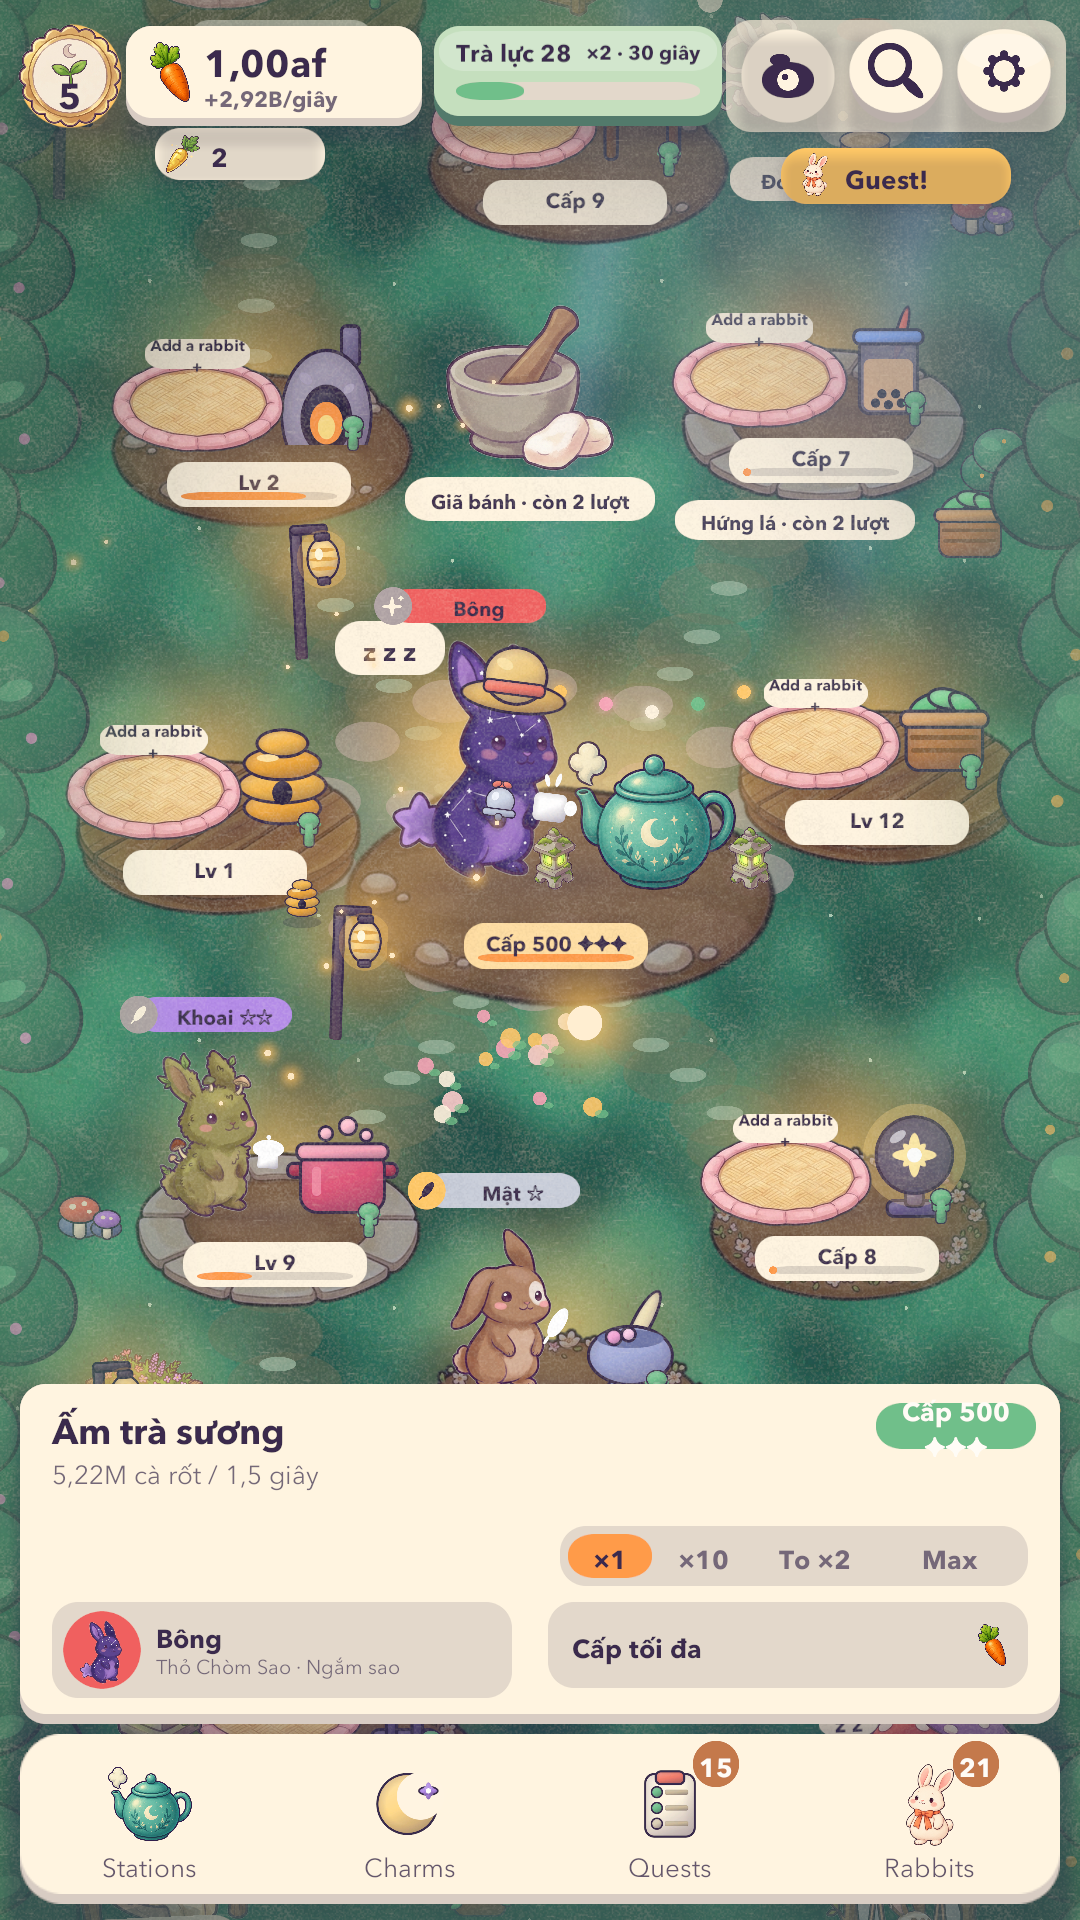 5
1,00af
+2,92B/giây
Trà lực 28 ×2 · 30 giây
2
Guest!
Cấp 9
Add a rabbit
+
Lv 2
Giã bánh · còn 2 lượt
Add a rabbit
+
Cấp 7
Hứng lá · còn 2 lượt
Bông
z z z
Add a rabbit
+
Lv 1
Add a rabbit
+
Lv 12
Cấp 500 ✦✦✦
Khoai ☆☆
Lv 9
Mật ☆
Add a rabbit
+
Cấp 8
Ấm trà sương
Cấp 500
✦✦✦
5,22M cà rốt / 1,5 giây
×1 ×10 To ×2 Max
Bông
Thỏ Chòm Sao · Ngắm sao
Cấp tối đa
z z
Stations
Charms
15
Quests
21
Rabbits